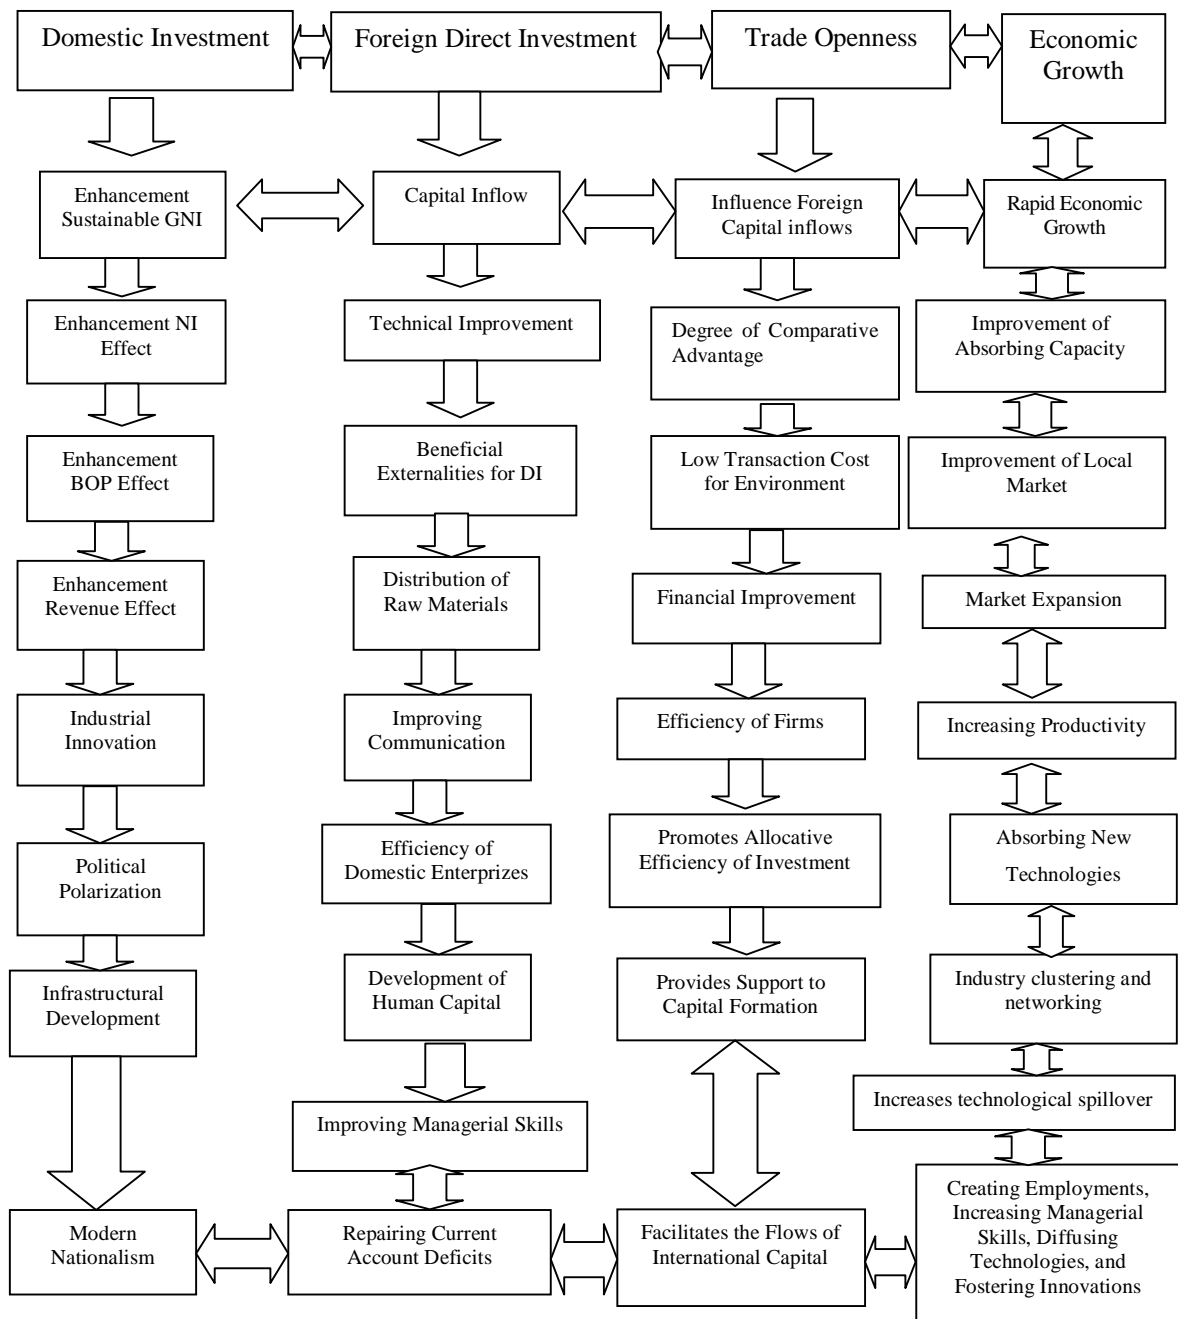 Domestic Investment
Foreign Direct Investment
Trade Openness
Economic
Growth
Enhancement
Sustainable GNI
Capital Inflow
Influence Foreign
Capital inflows
Rapid Economic
Growth
Enhancement NI
Effect
Technical Improvement
Degree of Comparative
Advantage
Improvement of
Absorbing Capacity
Enhancement
BOP Effect
Beneficial
Externalities for DI
Low Transaction Cost
for Environment
Improvement of Local
Market
Enhancement
Revenue Effect
Distribution of
Raw Materials
Financial Improvement
Market Expansion
Industrial
Innovation
Improving
Communication
Efficiency of Firms
Increasing Productivity
Political
Polarization
Efficiency of
Domestic Enterprizes
Promotes Allocative
Efficiency of Investment
Absorbing New
Technologies
Infrastructural
Development
Development of
Human Capital
Provides Support to
Capital Formation
Industry clustering and
networking
Improving Managerial Skills
Increases technological spillover
Modern
Nationalism
Repairing Current
Account Deficits
Facilitates the Flows of
International Capital
Creating Employments,
Increasing Managerial
Skills, Diffusing
Technologies, and
Fostering Innovations